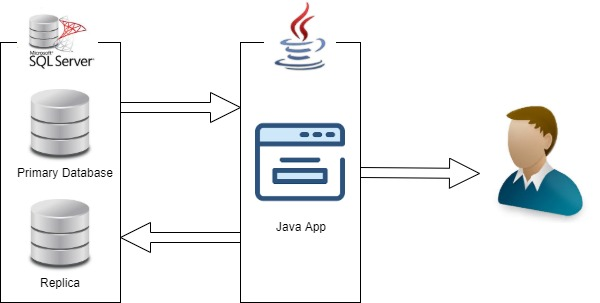 Microsoft®
SQL Server®
Primary Database
Replica
Java App